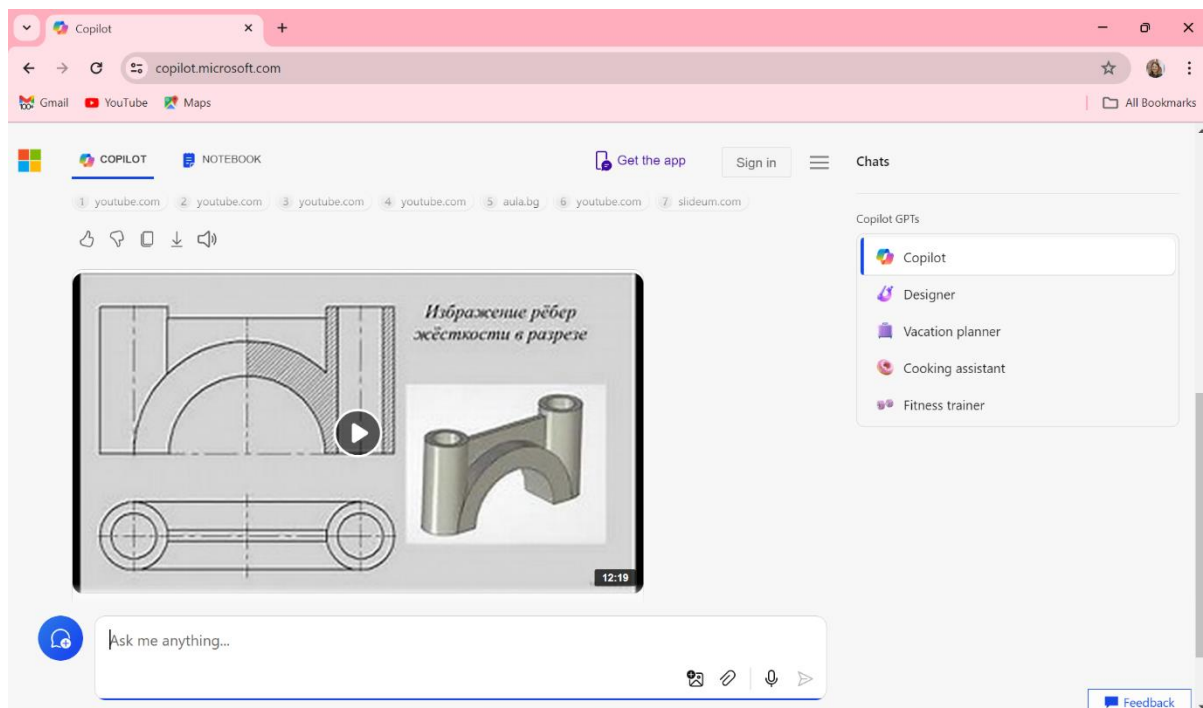 Copilot
copilot.microsoft.com
Gmail YouTube Maps All Bookmarks
COPILOT NOTEBOOK Get the app Sign in
1 youtube.com 2 youtube.com 3 youtube.com 4 youtube.com 5 aula.bg 6 youtube.com 7 slideum.com
Изображение рёбер
жёсткости в разрезе
12:19
Ask me anything...
Chats
Copilot GPTs
Copilot
Designer
Vacation planner
Cooking assistant
Fitness trainer
Feedback